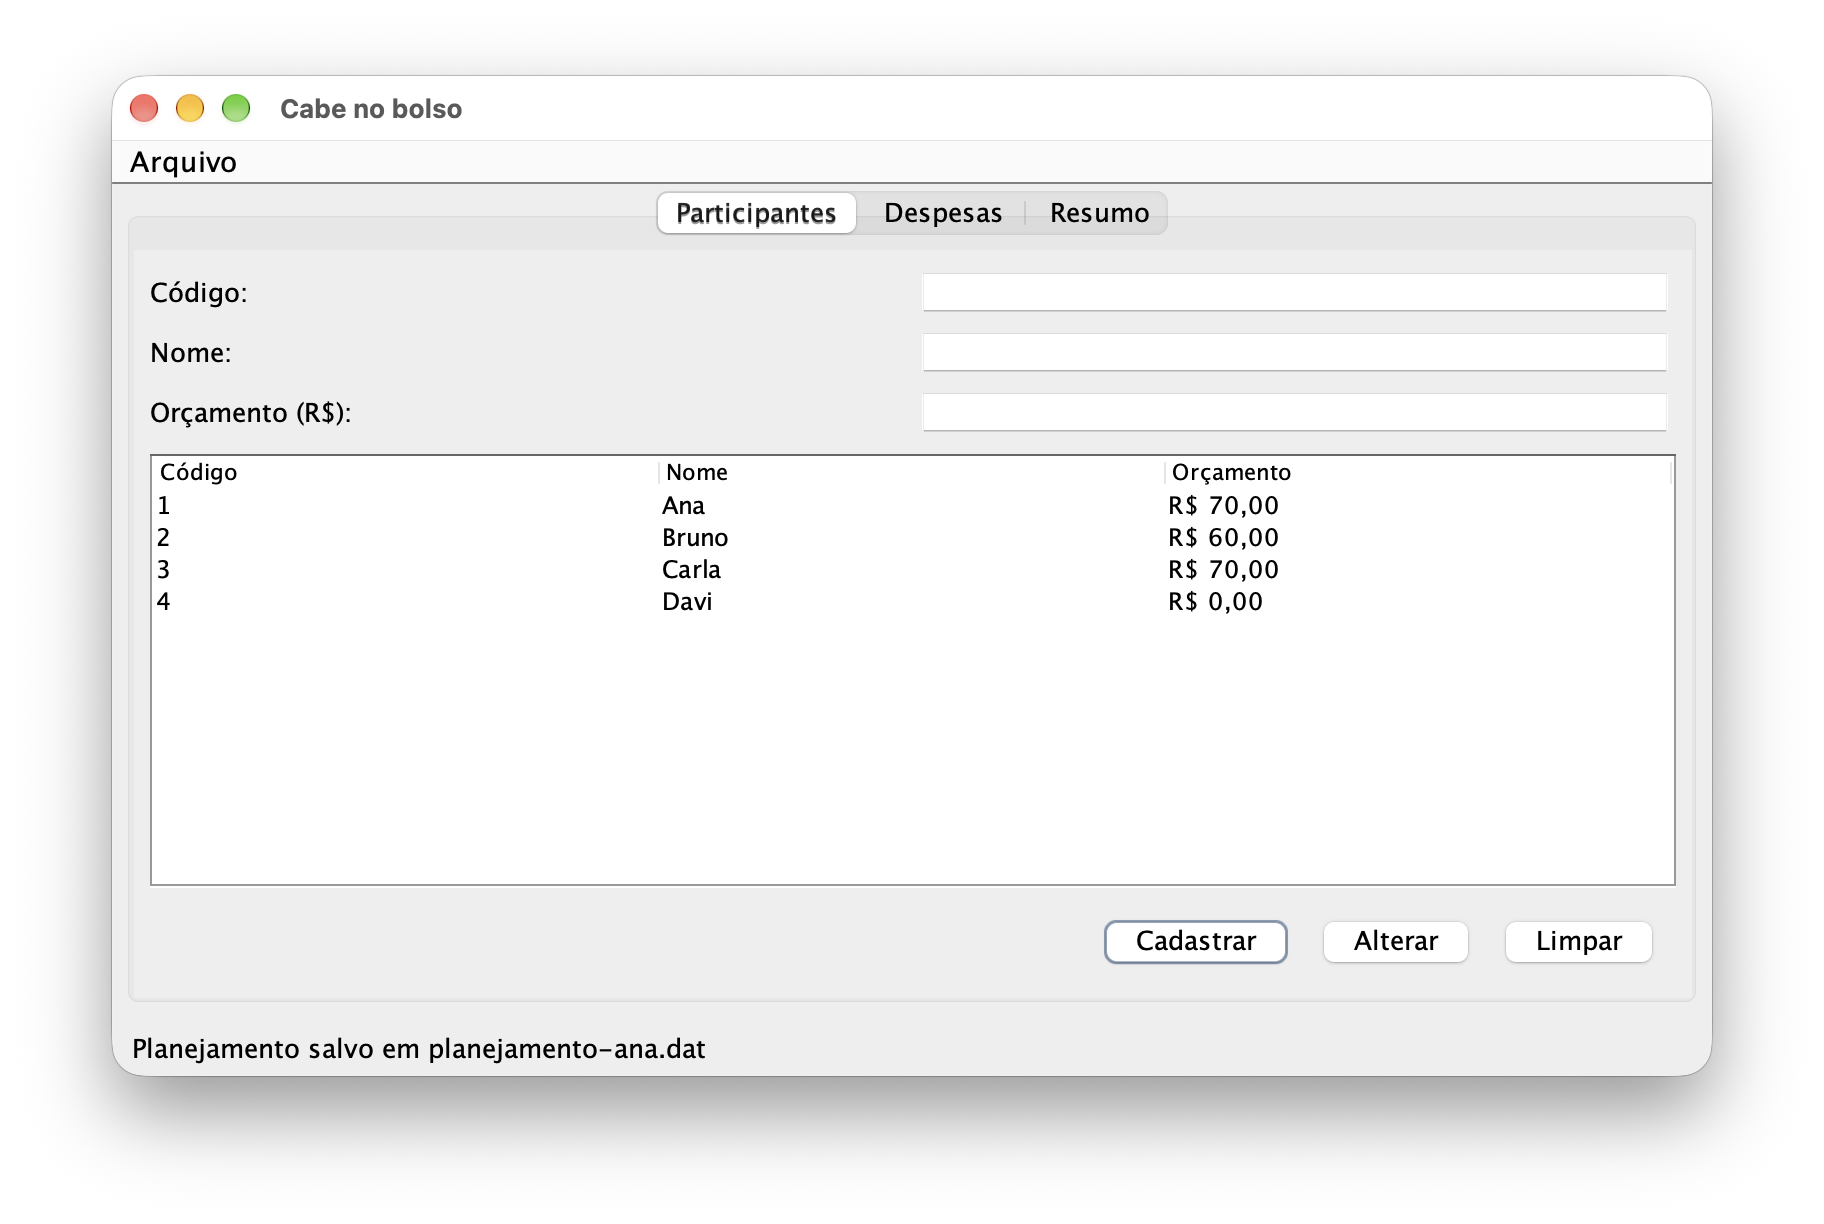 Cabe no bolso
Arquivo
Participantes Despesas Resumo
Código:
Nome:
Orçamento (R$):
Código Nome Orçamento
1 Ana R$ 70,00
2 Bruno R$ 60,00
3 Carla R$ 70,00
4 Davi R$ 0,00
Cadastrar Alterar Limpar
Planejamento salvo em planejamento-ana.dat